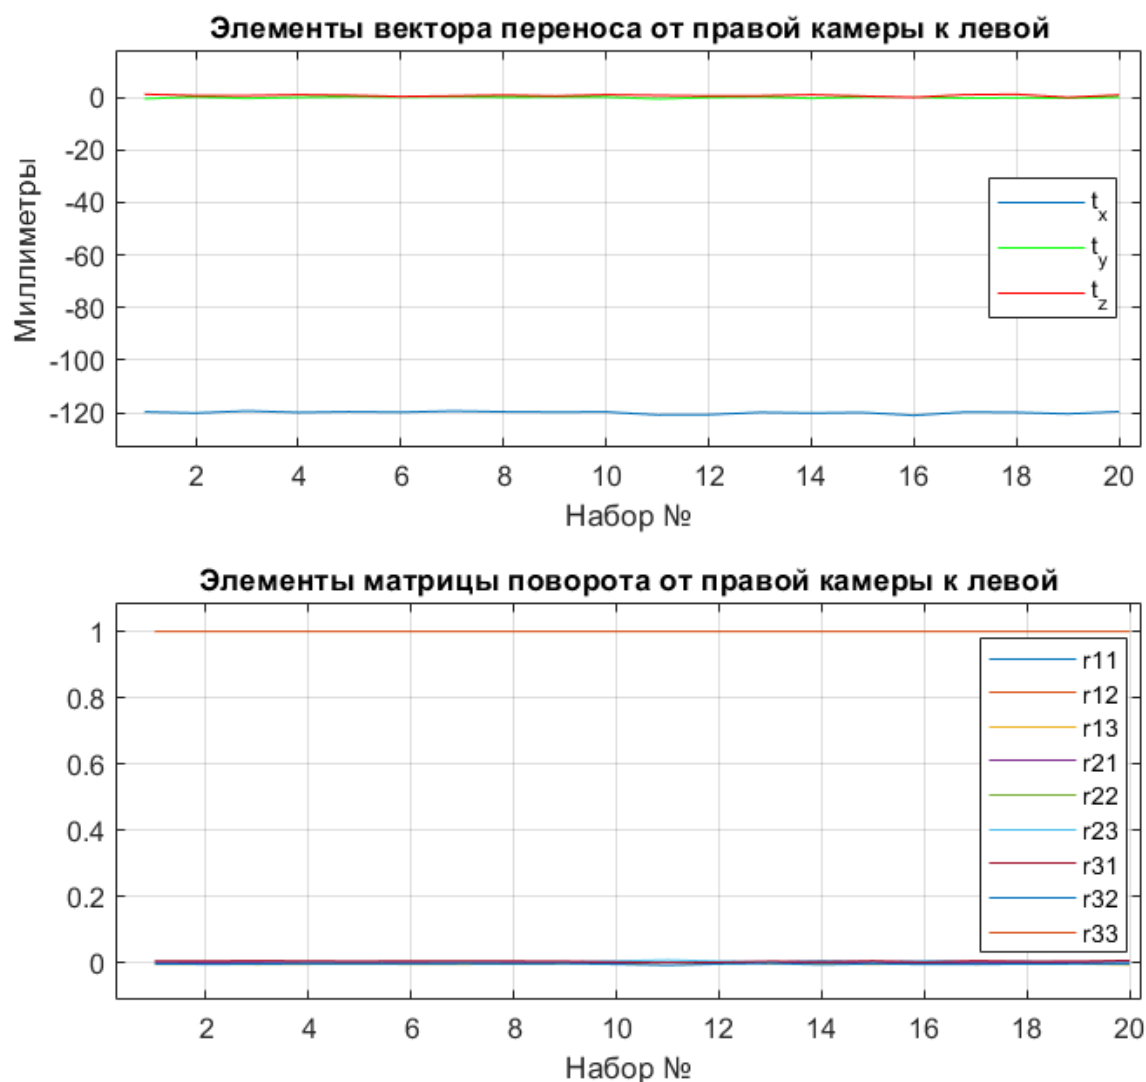 Элементы вектора переноса от правой камеры к левой
0
-20
-40
-60
-80
-100
-120
Миллиметры
t_x
t_y
t_z
2 4 6 8 10 12 14 16 18 20
Набор №
Элементы матрицы поворота от правой камеры к левой
1
0.8
0.6
0.4
0.2
0
r11
r12
r13
r21
r22
r23
r31
r32
r33
2 4 6 8 10 12 14 16 18 20
Набор №